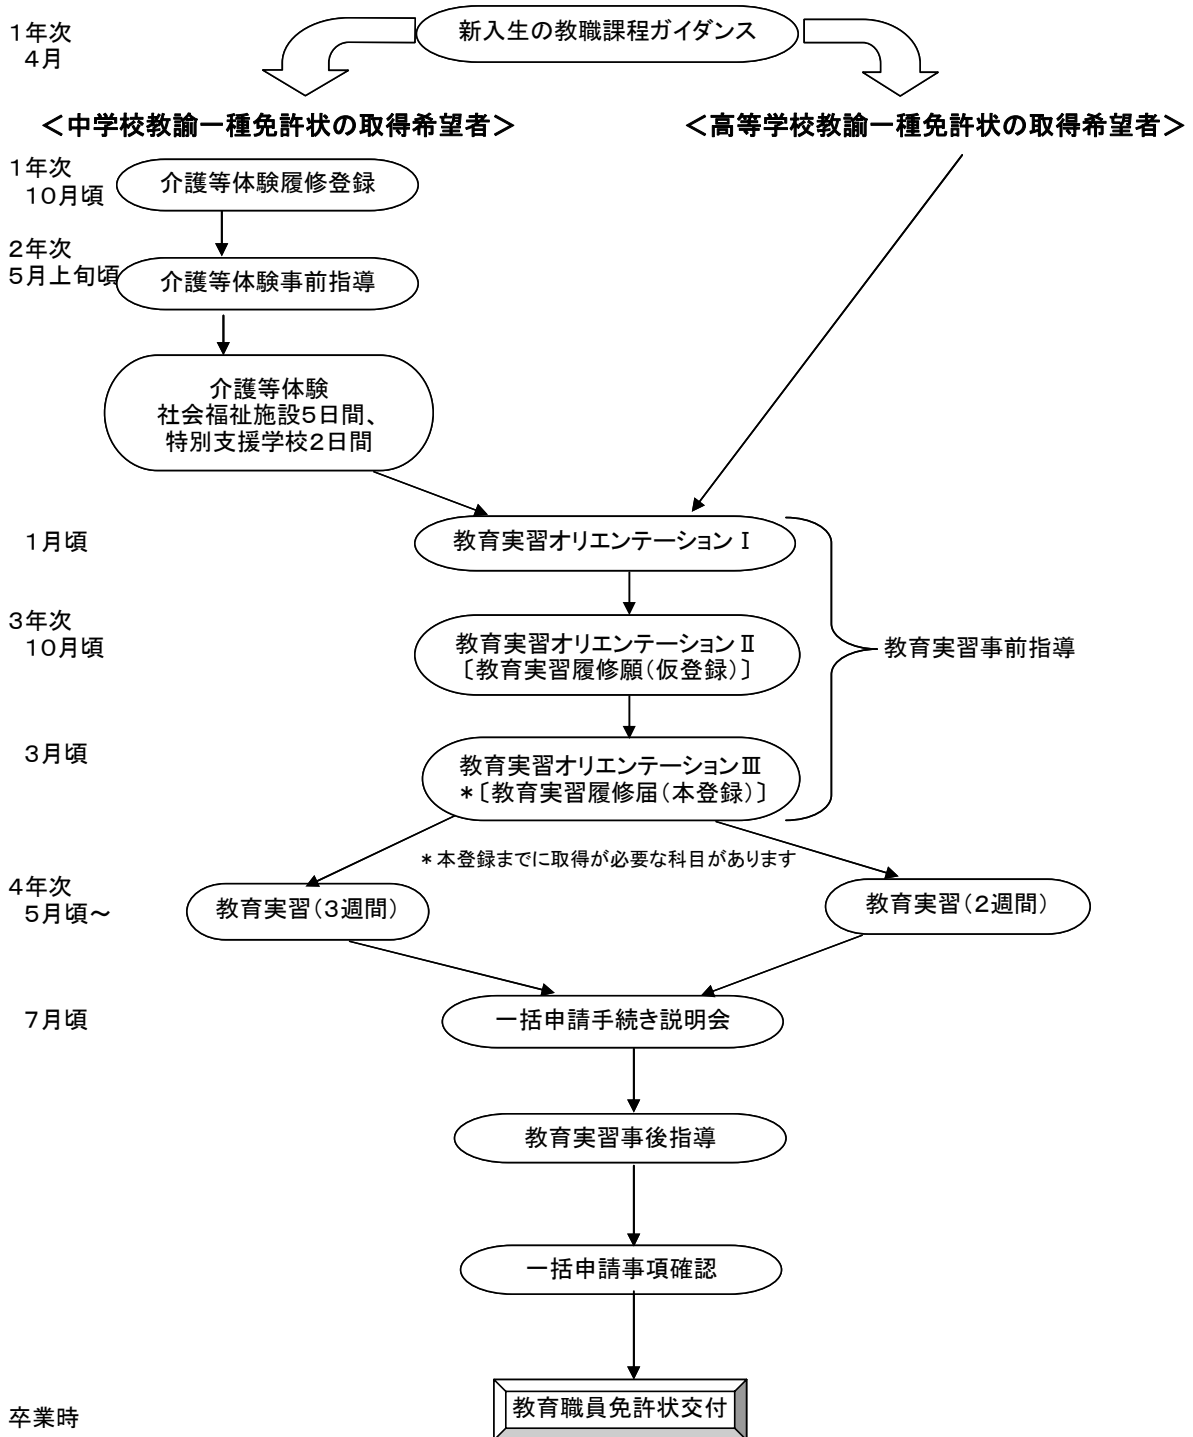 1年次
4月
新入生の教職課程ガイダンス
＜中学校教諭一種免許状の取得希望者＞
＜高等学校教諭一種免許状の取得希望者＞
1年次
10月頃
介護等体験履修登録
2年次
5月上旬頃
介護等体験事前指導
介護等体験
社会福祉施設5日間、
特別支援学校2日間
1月頃
教育実習オリエンテーションⅠ
3年次
10月頃
教育実習オリエンテーションⅡ
〔教育実習履修願（仮登録）〕
教育実習事前指導
3月頃
教育実習オリエンテーションⅢ
＊〔教育実習履修届（本登録）〕
＊本登録までに取得が必要な科目があります
4年次
5月頃～
教育実習（3週間）
教育実習（2週間）
7月頃
一括申請手続き説明会
教育実習事後指導
一括申請事項確認
卒業時
教育職員免許状交付